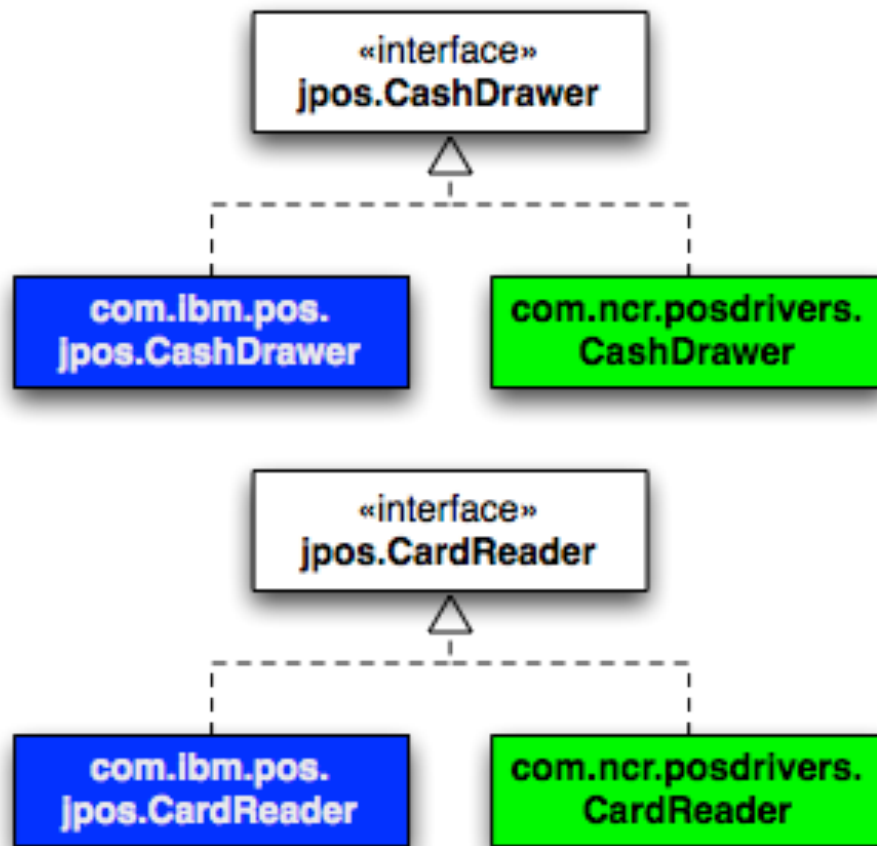 «interface»
jpos.CashDrawer
com.ibm.pos.
jpos.CashDrawer
com.ncr.posdrivers.
CashDrawer
«interface»
jpos.CardReader
com.ibm.pos.
jpos.CardReader
com.ncr.posdrivers.
CardReader